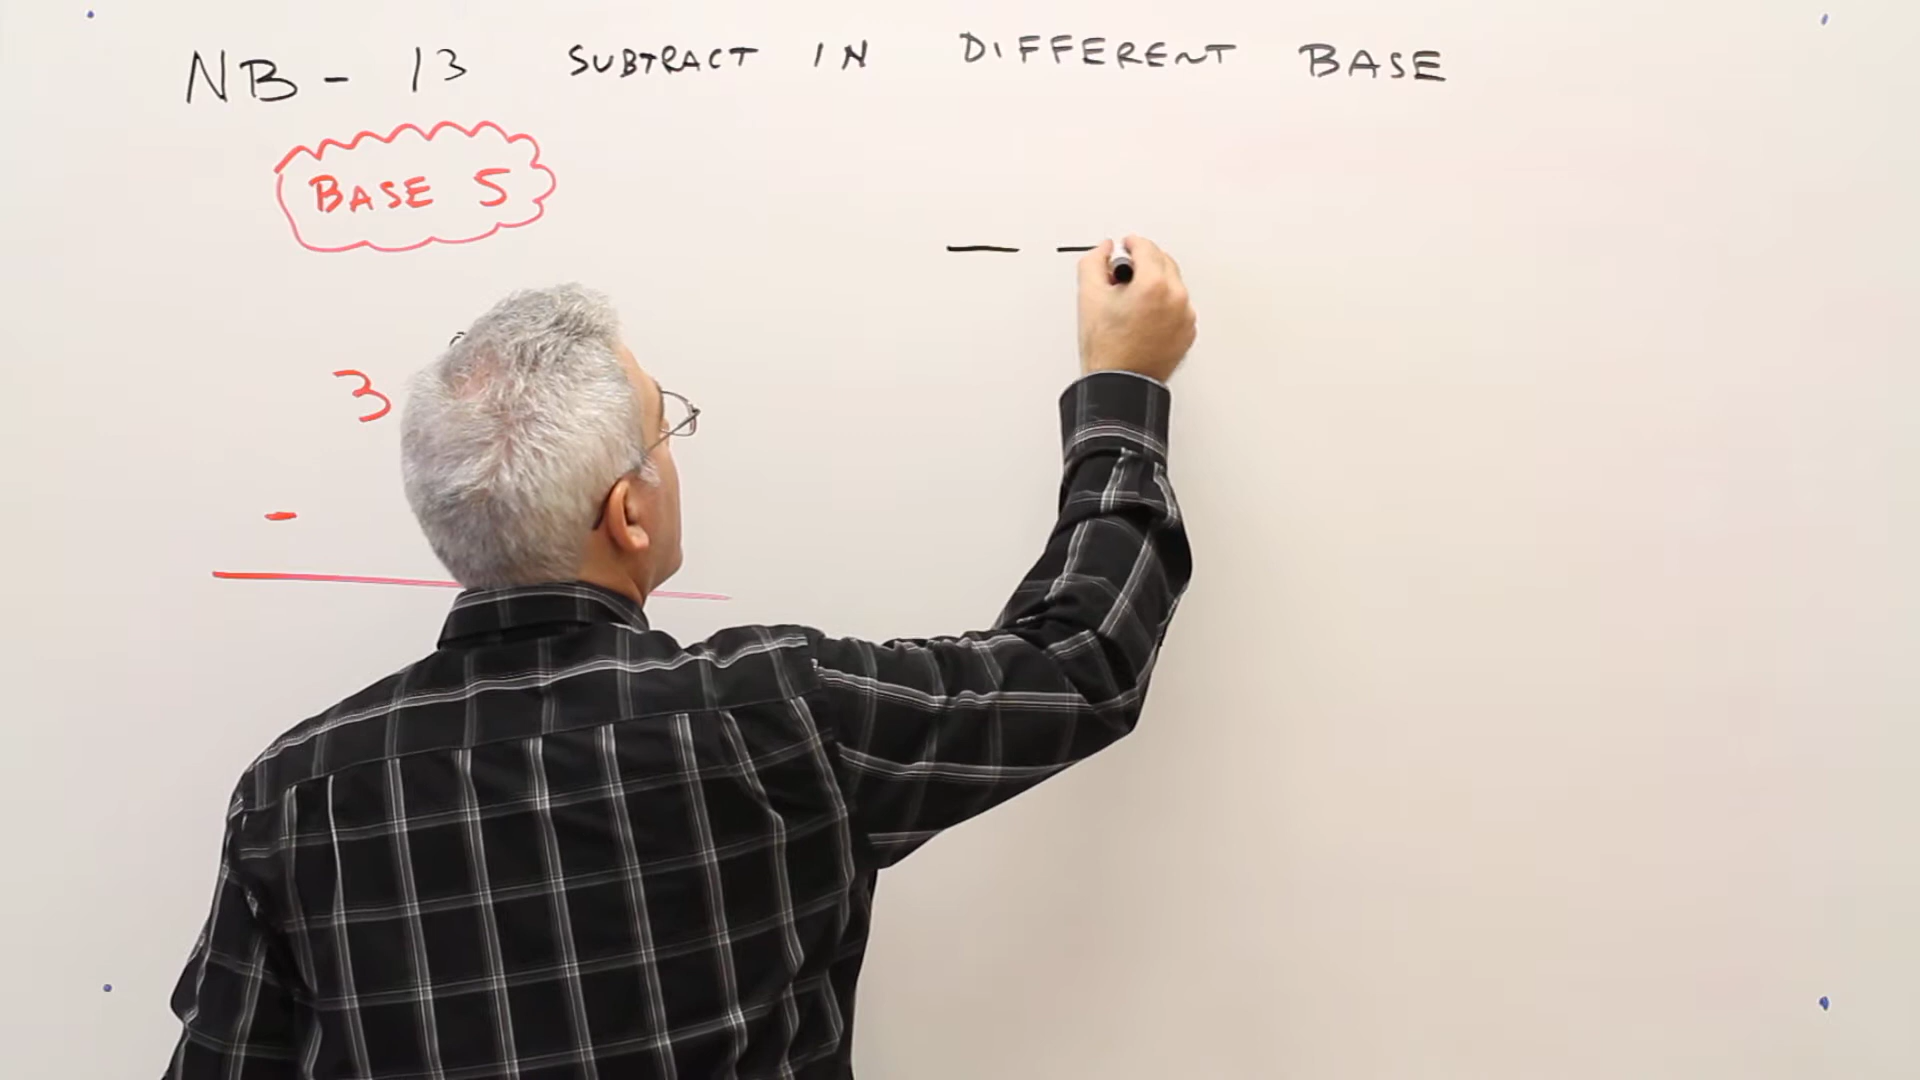 NB - 13 SUBTRACT IN DIFFERENT BASE
BASE 5
3
-